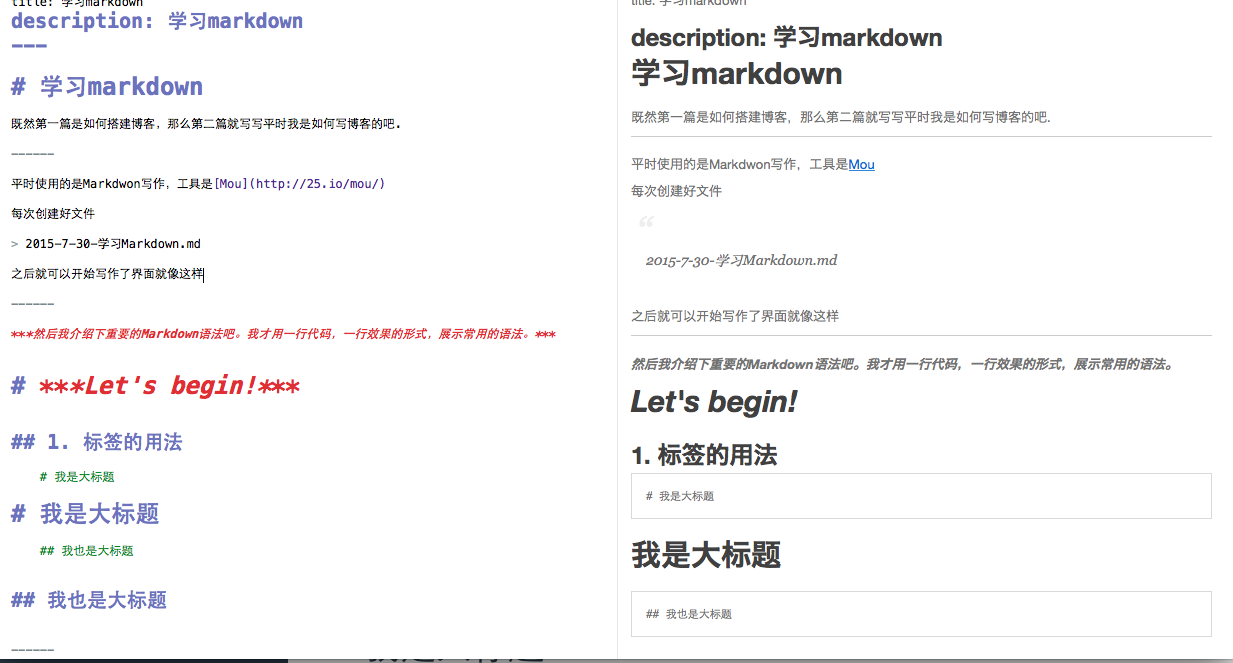 title: 学习markdown
description: 学习markdown
---
# 学习markdown
既然第一篇是如何搭建博客，那么第二篇就写写平时我是如何写博客的吧.
------
平时使用的是Markdwon写作，工具是[Mou](http://25.io/mou/)
每次创建好文件
> 2015-7-30-学习Markdown.md
之后就可以开始写作了界面就像这样
------
***然后我介绍下重要的Markdown语法吧。我才用一行代码，一行效果的形式，展示常用的语法。***
# ***Let's begin!***
## 1. 标签的用法
# 我是大标题
# 我是大标题
## 我也是大标题
## 我也是大标题
------
title: 学习markdown
description: 学习markdown
学习markdown
既然第一篇是如何搭建博客，那么第二篇就写写平时我是如何写博客的吧.
平时使用的是Markdwon写作，工具是Mou
每次创建好文件
“
2015-7-30-学习Markdown.md
之后就可以开始写作了界面就像这样
然后我介绍下重要的Markdown语法吧。我才用一行代码，一行效果的形式，展示常用的语法。
Let's begin!
1. 标签的用法
# 我是大标题
我是大标题
## 我也是大标题